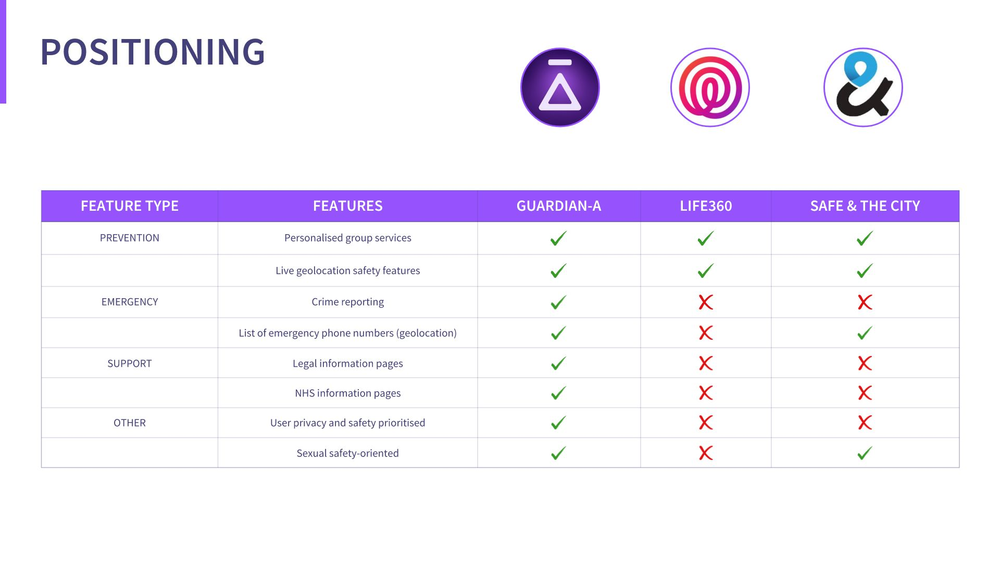 POSITIONING
FEATURE TYPE FEATURES GUARDIAN-A LIFE360 SAFE & THE CITY
PREVENTION Personalised group services ✓ ✓ ✓
Live geolocation safety features ✓ ✓ ✓
EMERGENCY Crime reporting ✓ X X
List of emergency phone numbers (geolocation) ✓ X ✓
SUPPORT Legal information pages ✓ X X
NHS information pages ✓ X X
OTHER User privacy and safety prioritised ✓ X X
Sexual safety-oriented ✓ X ✓